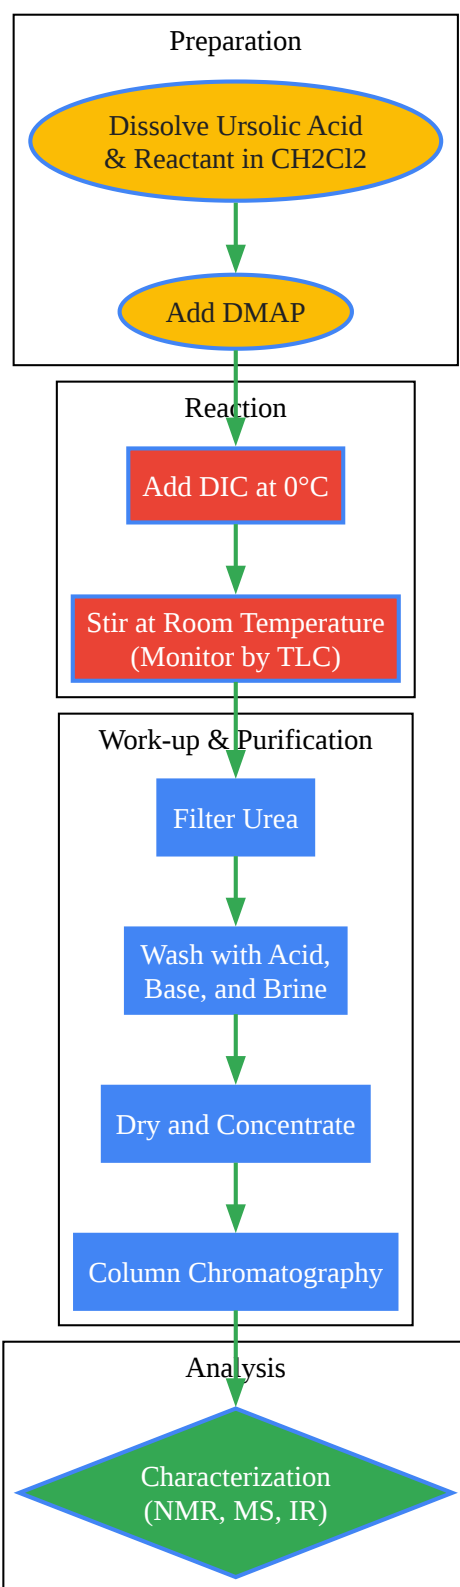 Preparation
Dissolve Ursolic Acid
& Reactant in CH2Cl2
Add DMAP
Reaction
Add DIC at 0°C
Stir at Room Temperature
(Monitor by TLC)
Work-up & Purification
Filter Urea
Wash with Acid,
Base, and Brine
Dry and Concentrate
Column Chromatography
Analysis
Characterization
(NMR, MS, IR)